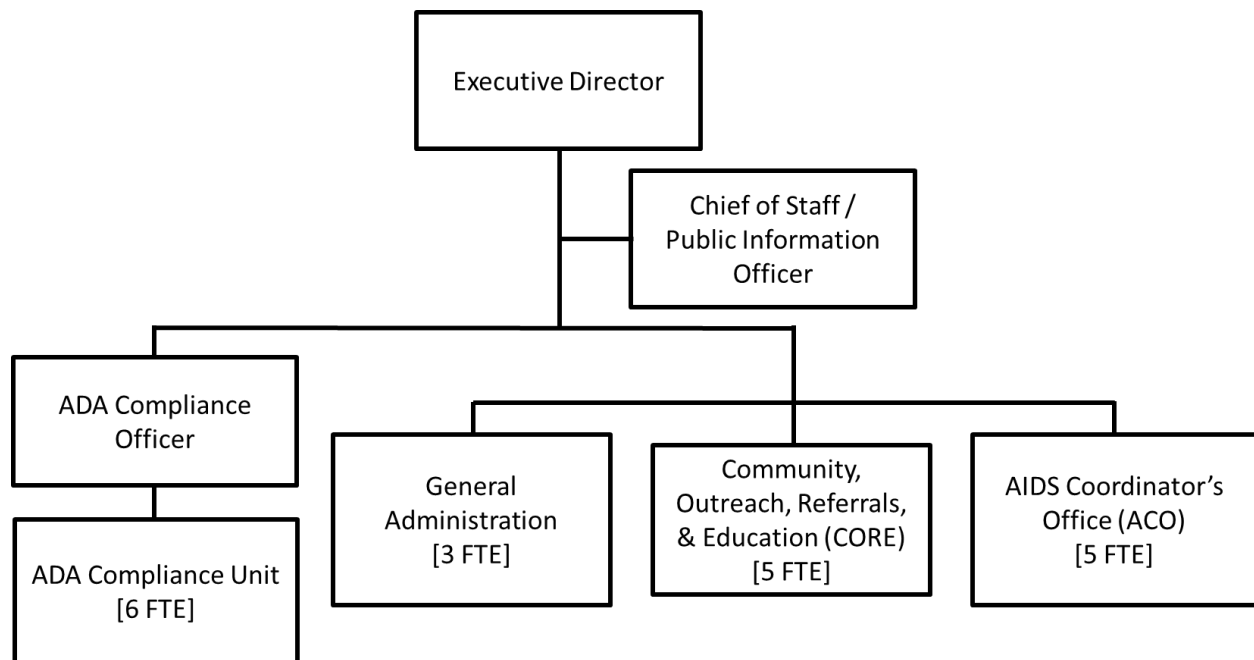 Executive Director
Chief of Staff /
Public Information
Officer
ADA Compliance
Officer
ADA Compliance Unit
[6 FTE]
General
Administration
[3 FTE]
Community,
Outreach, Referrals,
& Education (CORE)
[5 FTE]
AIDS Coordinator’s
Office (ACO)
[5 FTE]